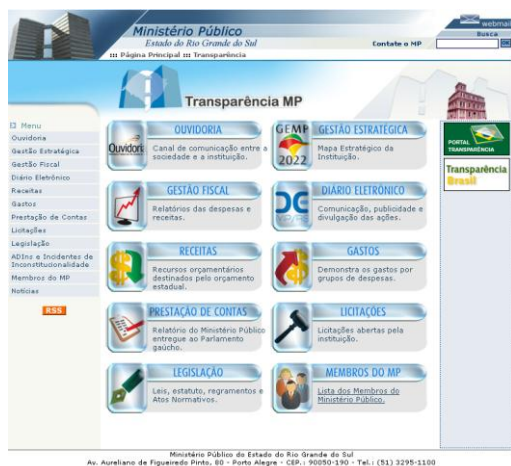 Ministério Público
Estado do Rio Grande do Sul
webmail
Busca
Contate o MP
::: Página Principal ::: Transparência
Transparência MP
Menu
Ouvidoria
Gestão Estratégica
Gestão Fiscal
Diário Eletrônico
Receitas
Gastos
Prestação de Contas
Licitações
Legislação
ADIns e Incidentes de
Inconstitucionalidade
Membros do MP
Notícias
RSS
Ouvidoria
OUVIDORIA
Canal de comunicação entre a
sociedade e a instituição.
GEMP
2022
GESTÃO ESTRATÉGICA
Mapa Estratégico da
Instituição.
GESTÃO FISCAL
Relatórios das despesas e
receitas.
DE
MP/RS
DIÁRIO ELETRÔNICO
Comunicação, publicidade e
divulgação das ações.
RECEITAS
Recursos orçamentários
destinados pelo orçamento
estadual.
GASTOS
Demonstra os gastos por
grupos de despesas.
PRESTAÇÃO DE CONTAS
Relatório do Ministério Público
entregue ao Parlamento
gaúcho.
LICITAÇÕES
Licitações abertas pela
instituição.
LEGISLAÇÃO
Leis, estatuto, regramentos e
Atos Normativos.
MEMBROS DO MP
Lista dos Membros do
Ministério Público.
PORTAL
TRANSPARÊNCIA
Transparência
Brasil
Ministério Público do Estado do Rio Grande do Sul
Av. Aureliano de Figueiredo Pinto, 80 - Porto Alegre - CEP.: 90050-190 - Tel.: (51) 3295-1100